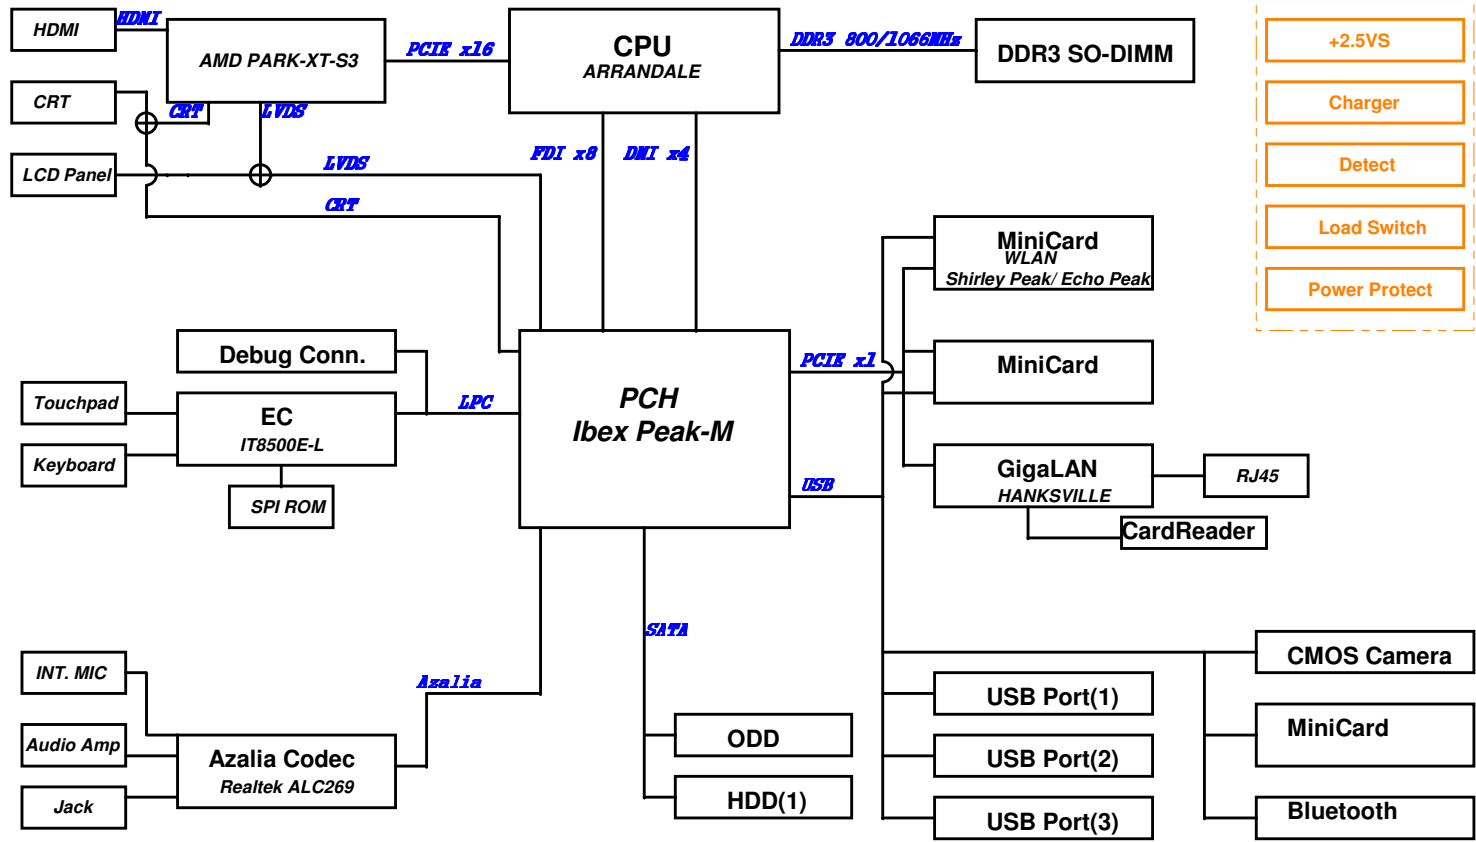 HDMI
HDMI
AMD PARK-XT-S3
PCIE x16
CPU
ARRANDALE
DDR3 800/1066MHz
DDR3 SO-DIMM
+2.5VS
CRT
CRT
LVDS
Charger
LCD Panel
LVDS
FDI x8
DMI x4
Detect
CRT
MiniCard
WLAN
Shirley Peak/ Echo Peak
Load Switch
Power Protect
Debug Conn.
PCIE x1
MiniCard
Touchpad
EC
IT8500E-L
LPC
PCH
Ibex Peak-M
Keyboard
SPI ROM
USB
GigaLAN
HANKSVILLE
RJ45
CardReader
SATA
INT. MIC
Azalia
CMOS Camera
USB Port(1)
Audio Amp
Azalia Codec
Realtek ALC269
ODD
USB Port(2)
MiniCard
Jack
HDD(1)
USB Port(3)
Bluetooth